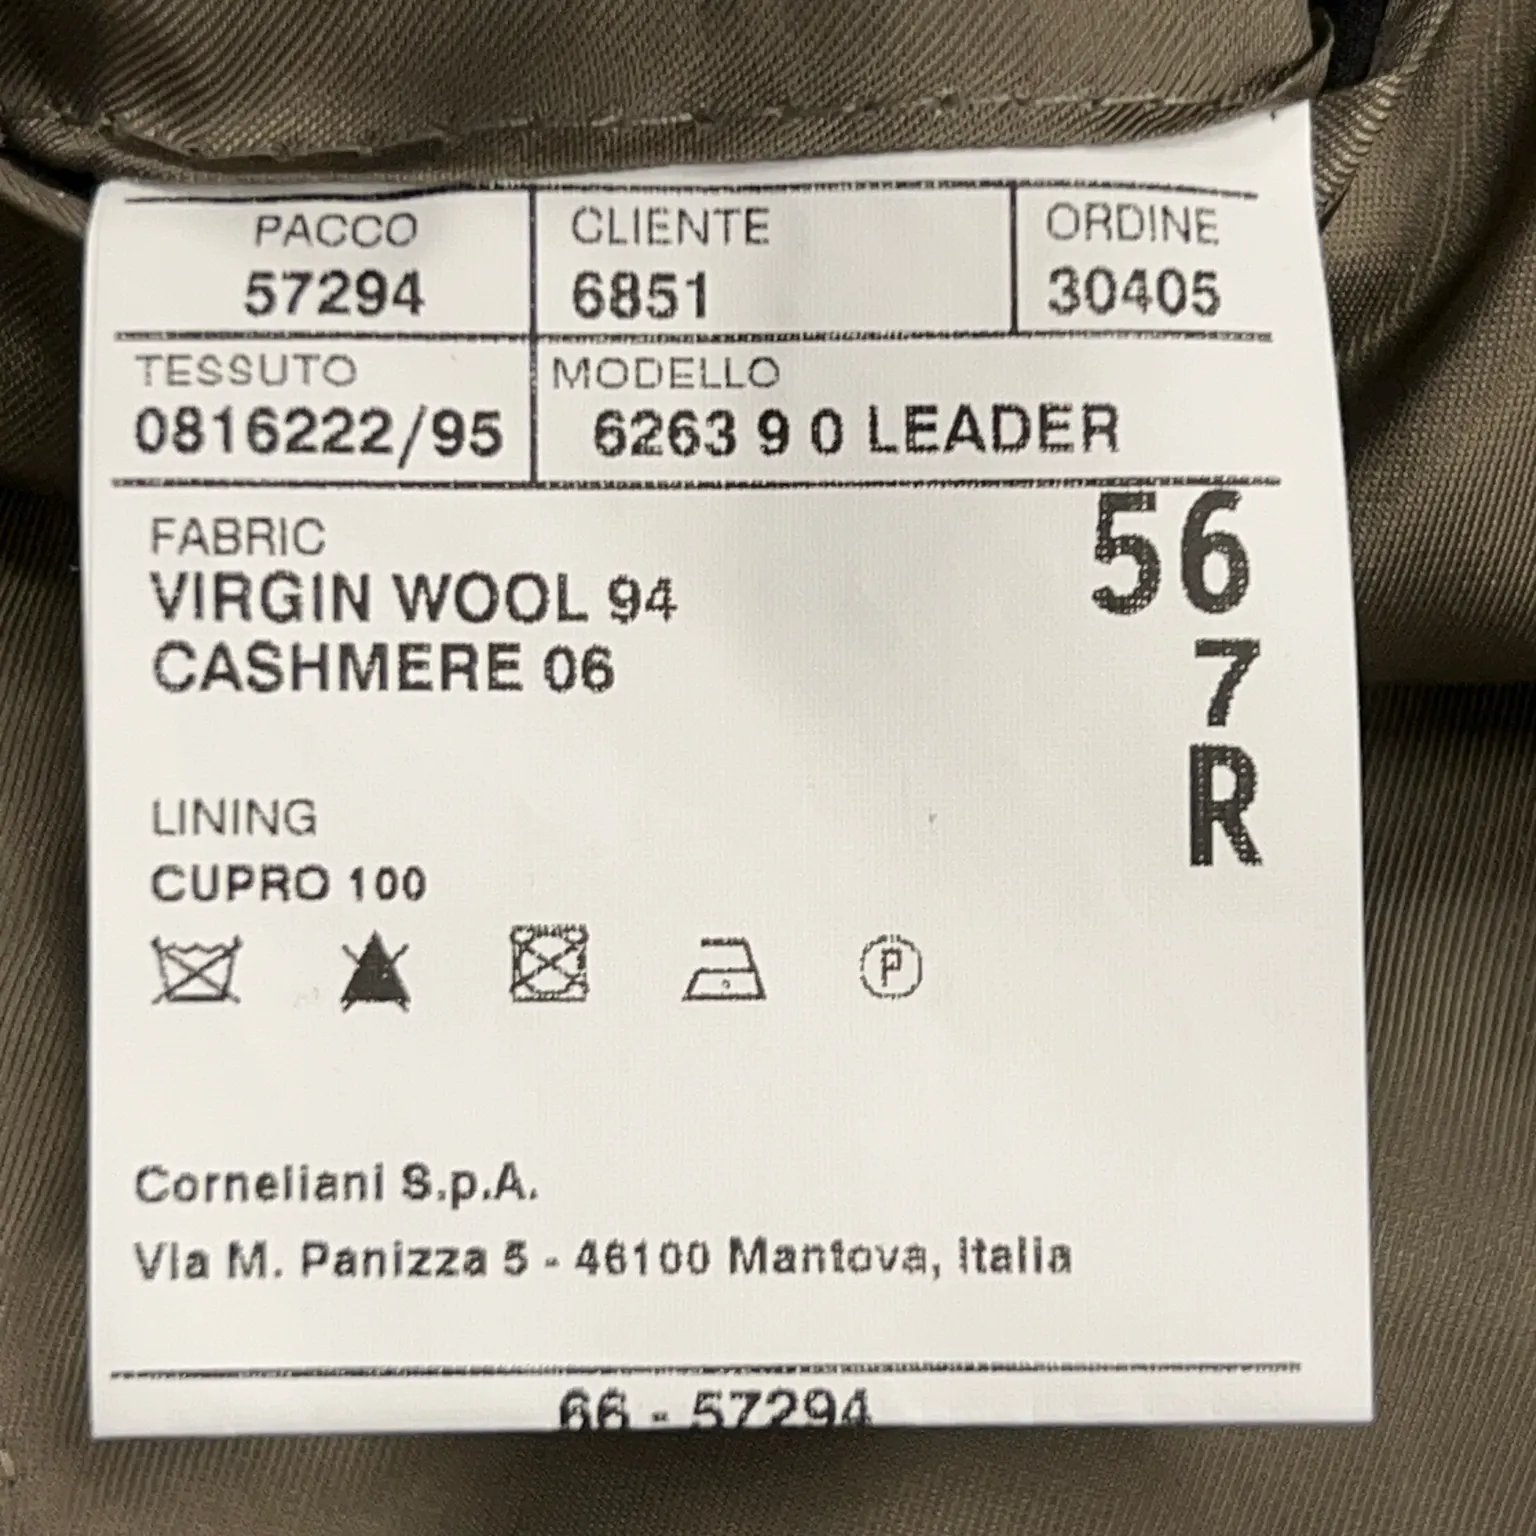 PACCO CLIENTE ORDINE
57294 6851 30405
TESSUTO MODELLO
0816222/95 6263 9 0 LEADER
56
FABRIC
VIRGIN WOOL 94
CASHMERE 06
7
R
LINING
CUPRO 100
P
Corneliani S.p.A.
Via M. Panizza 5 - 46100 Mantova, Italia
66 - 57294